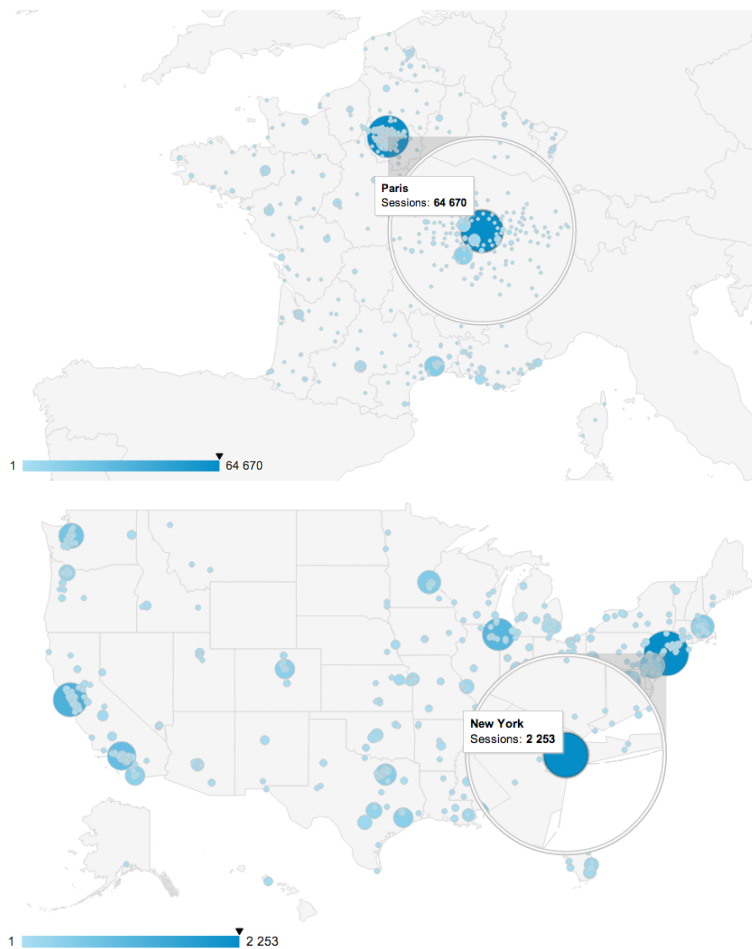 Paris
Sessions: 64 670
1 64 670
New York
Sessions: 2 253
1 2 253